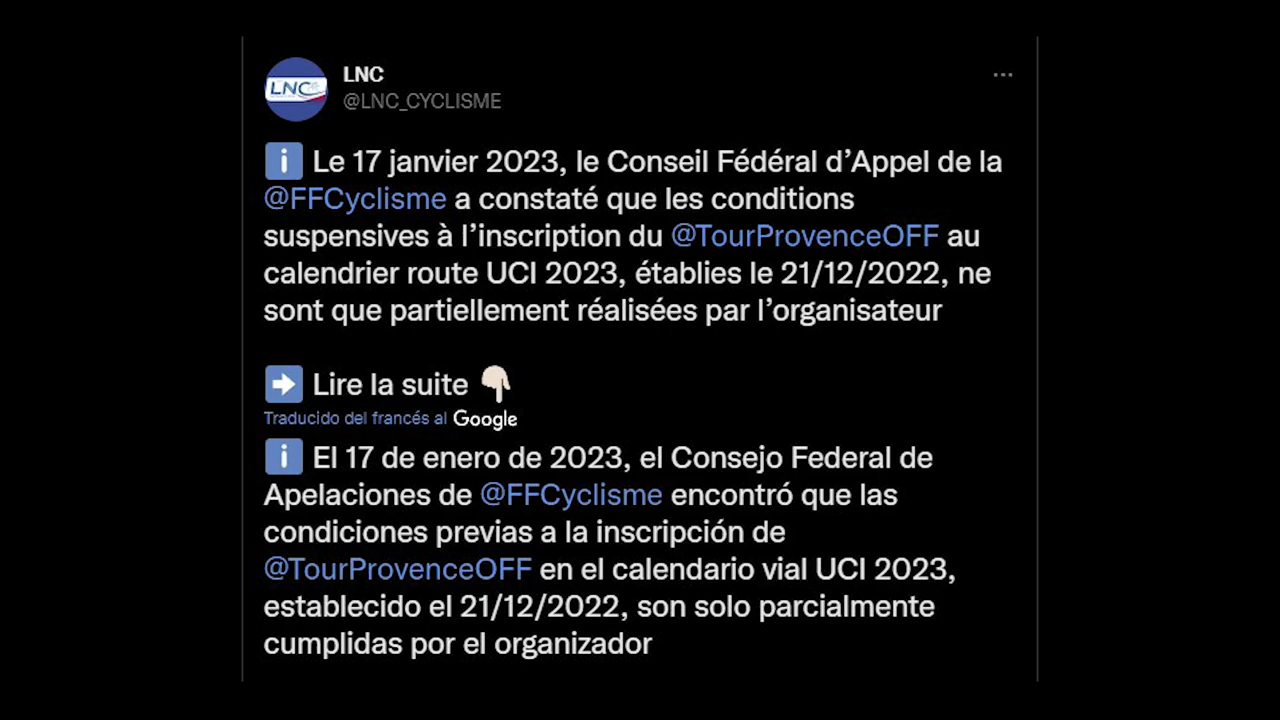 LNC
LNC
@LNC_CYCLISME
Le 17 janvier 2023, le Conseil Fédéral d’Appel de la
@FFCyclisme a constaté que les conditions
suspensives à l’inscription du @TourProvenceOFF au
calendrier route UCI 2023, établies le 21/12/2022, ne
sont que partiellement réalisées par l’organisateur
Lire la suite
Traducido del francés al Google
El 17 de enero de 2023, el Consejo Federal de
Apelaciones de @FFCyclisme encontró que las
condiciones previas a la inscripción de
@TourProvenceOFF en el calendario vial UCI 2023,
establecido el 21/12/2022, son solo parcialmente
cumplidas por el organizador